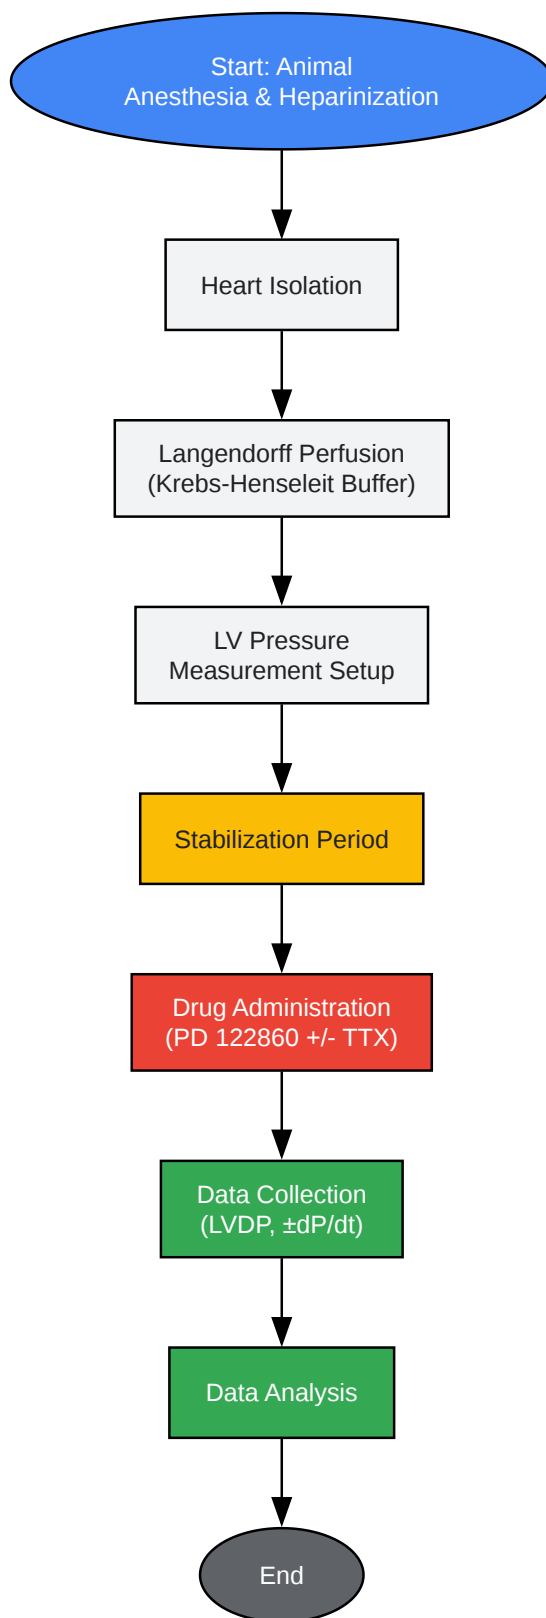 Start: Animal
Anesthesia & Heparinization
Heart Isolation
Langendorff Perfusion
(Krebs-Henseleit Buffer)
LV Pressure
Measurement Setup
Stabilization Period
Drug Administration
(PD 122860 +/- TTX)
Data Collection
(LVDP, ±dP/dt)
Data Analysis
End